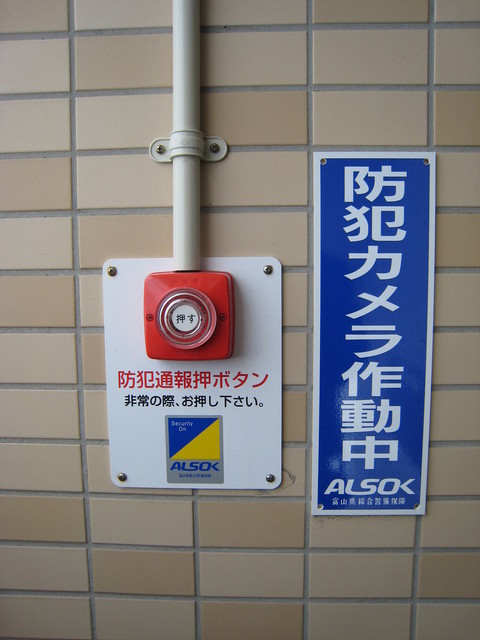 押す
防犯通報押ボタン
非常の際、お押し下さい。
Security
On
ALSOK
防犯カメラ作動中
ALSOK
富山県綜合警備保障